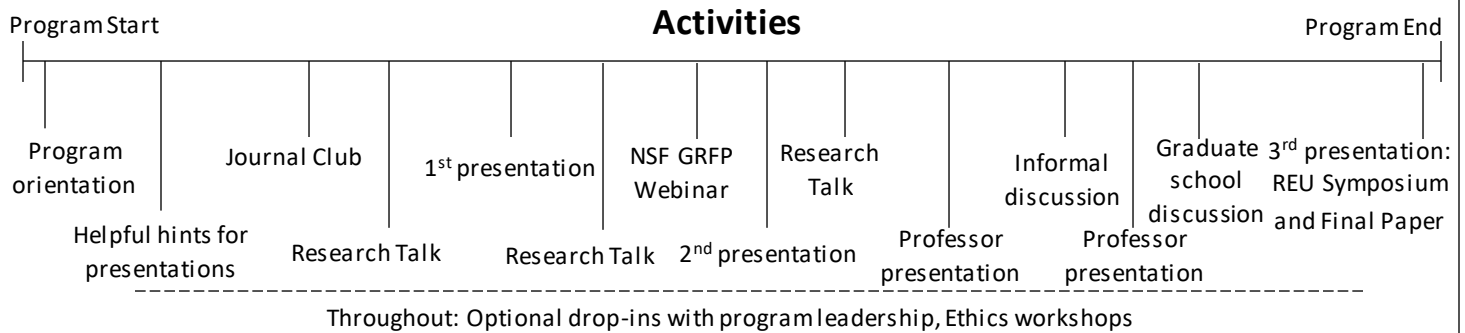 Activities
Program Start
Program End
Program
orientation
Helpful hints for
presentations
Journal Club
Research Talk
1st presentation
Research Talk
NSF GRFP
Webinar
2nd presentation
Research
Talk
Professor
presentation
Informal
discussion
Professor
presentation
Graduate
school
discussion
3rd presentation:
REU Symposium
and Final Paper
Throughout: Optional drop-ins with program leadership, Ethics workshops